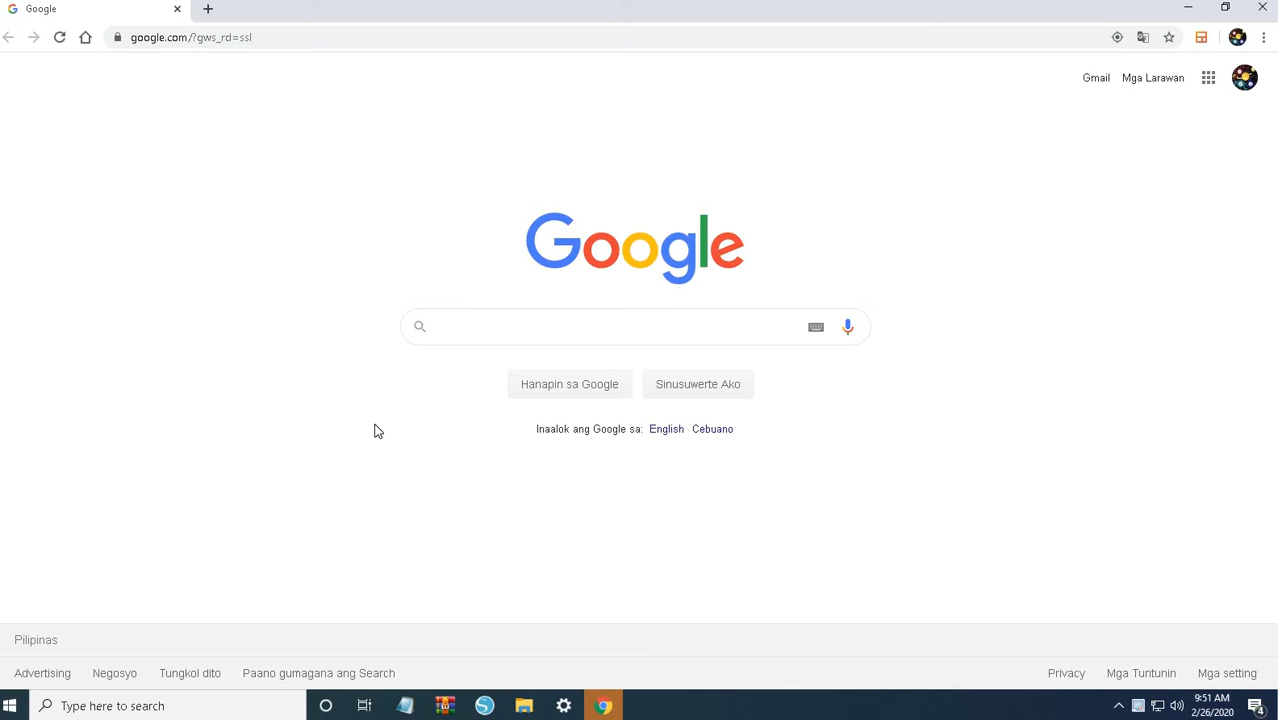 Google
google.com/?gws_rd=ssl
Gmail Mga Larawan
Google
Hanapin sa Google Sinusuwerte Ako
Inaalok ang Google sa: English Cebuano
Pilipinas
Advertising Negosyo Tungkol dito Paano gumagana ang Search Privacy Mga Tuntunin Mga setting
Type here to search
9:51 AM
2/26/2020
4